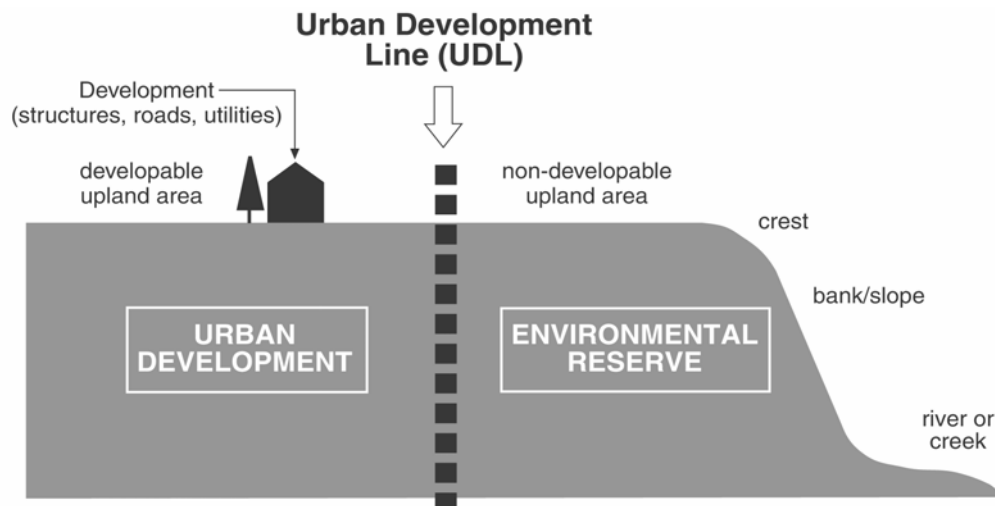 Urban Development
Line (UDL)
Development
(structures, roads, utilities)
developable
upland area
non-developable
upland area
crest
bank/slope
URBAN
DEVELOPMENT
ENVIRONMENTAL
RESERVE
river or
creek